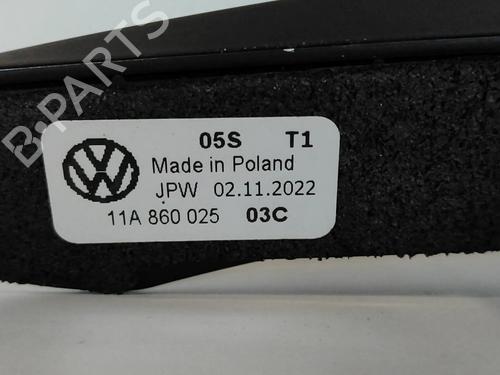 B-PARTS
05S T1
Made in Poland
JPW 02.11.2022
11A 860 025 03C